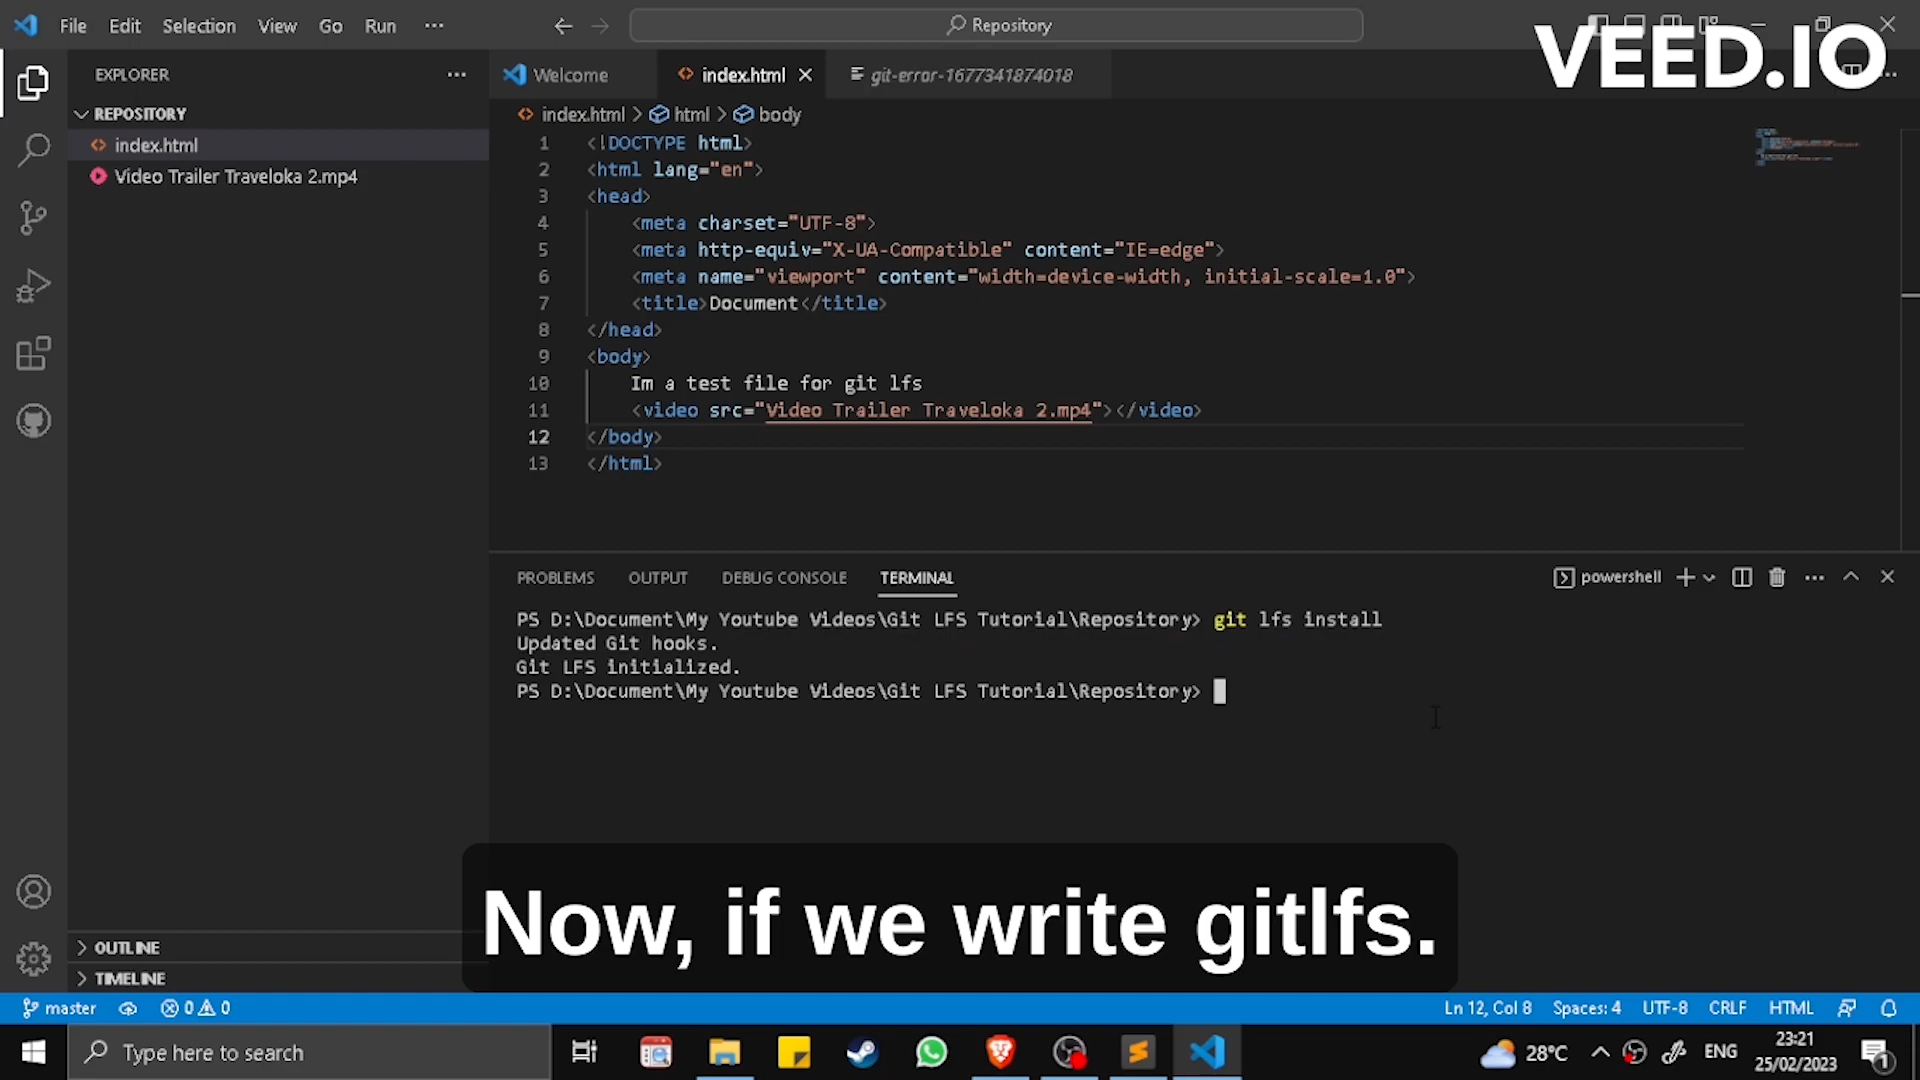 File Edit Selection View Go Run ···
Repository
VEED.IO
EXPLORER
Welcome
index.html
git-error-1677341874018
REPOSITORY
index.html
Video Trailer Traveloka 2.mp4
index.html > html > body
1 <!DOCTYPE html>
2 <html lang="en">
3 <head>
4 <meta charset="UTF-8">
5 <meta http-equiv="X-UA-Compatible" content="IE=edge">
6 <meta name="viewport" content="width=device-width, initial-scale=1.0">
7 <title>Document</title>
8 </head>
9 <body>
10 Im a test file for git lfs
11 <video src="Video Trailer Traveloka 2.mp4"></video>
12 </body>
13 </html>
PROBLEMS OUTPUT DEBUG CONSOLE TERMINAL
powershell
PS D:\Document\My Youtube Videos\Git LFS Tutorial\Repository> git lfs install
Updated Git hooks.
Git LFS initialized.
PS D:\Document\My Youtube Videos\Git LFS Tutorial\Repository>
Now, if we write gitlfs.
OUTLINE
TIMELINE
master 0 0
Ln 12, Col 8 Spaces: 4 UTF-8 CRLF HTML
Type here to search
28°C ENG
23:21
25/02/2023
1